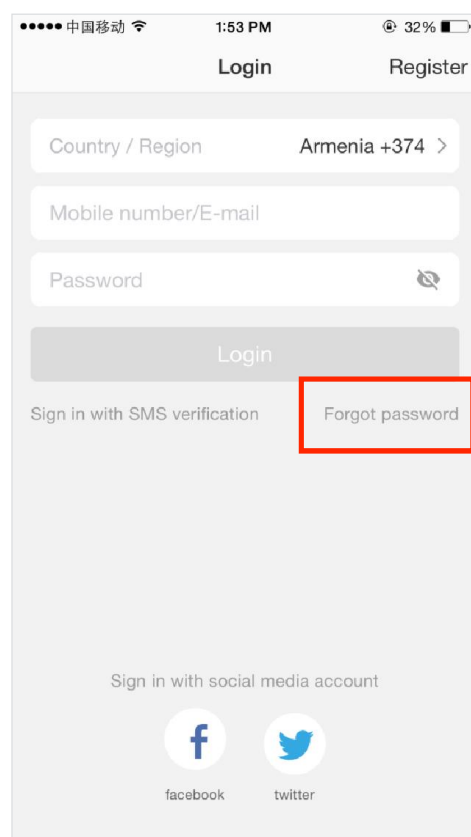 中国移动 1:53 PM 32%
Login Register
Country / Region Armenia +374 >
Mobile number/E-mail
Password
Login
Sign in with SMS verification Forgot password
Sign in with social media account
f
facebook twitter